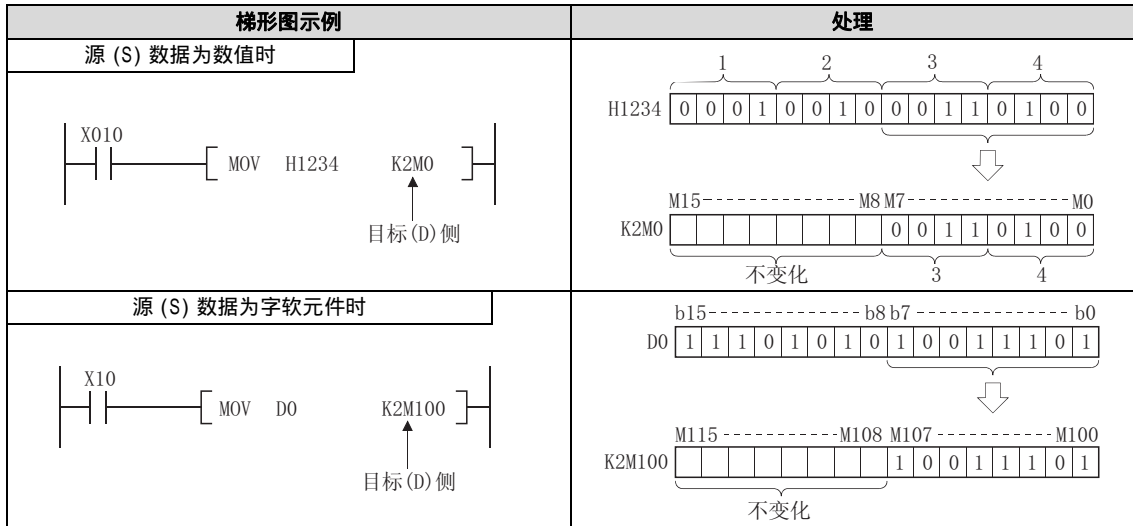 梯形图示例
处理
源 (S) 数据为数值时
X010
MOV H1234 K2M0
目标(D)侧
1 2 3 4
H1234 0 0 0 1 0 0 1 0 0 0 1 1 0 1 0 0
M15 M8 M7 M0
K2M0 0 0 1 1 0 1 0 0
不变化 3 4
源 (S) 数据为字软元件时
X10
MOV D0 K2M100
目标(D)侧
b15 b8 b7 b0
D0 1 1 1 0 1 0 1 0 1 0 0 1 1 1 0 1
M115 M108 M107 M100
K2M100 1 0 0 1 1 1 0 1
不变化